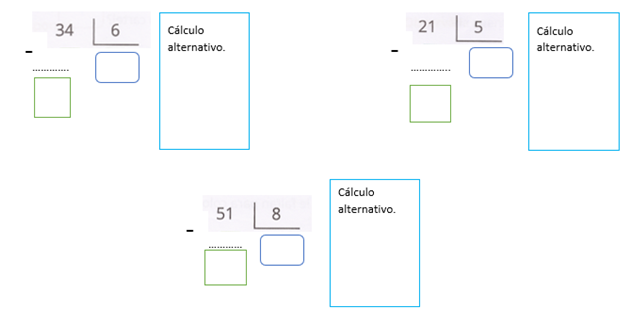 34 6
Cálculo
alternativo.
-
.............
21 5
Cálculo
alternativo.
-
..............
51 8
Cálculo
alternativo.
-
............